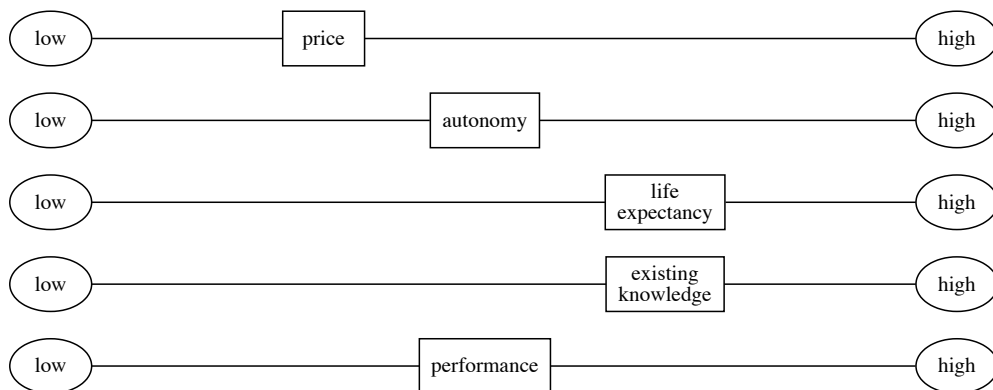 low price high
low autonomy high
low life expectancy high
low existing knowledge high
low performance high